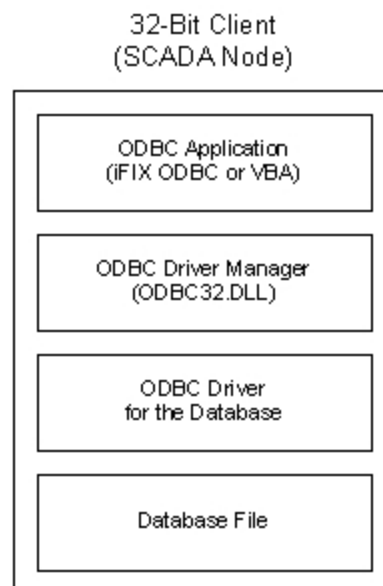 32-Bit Client
(SCADA Node)
ODBC Application
(iFIX ODBC or VBA)
ODBC Driver Manager
(ODBC32.DLL)
ODBC Driver
for the Database
Database File